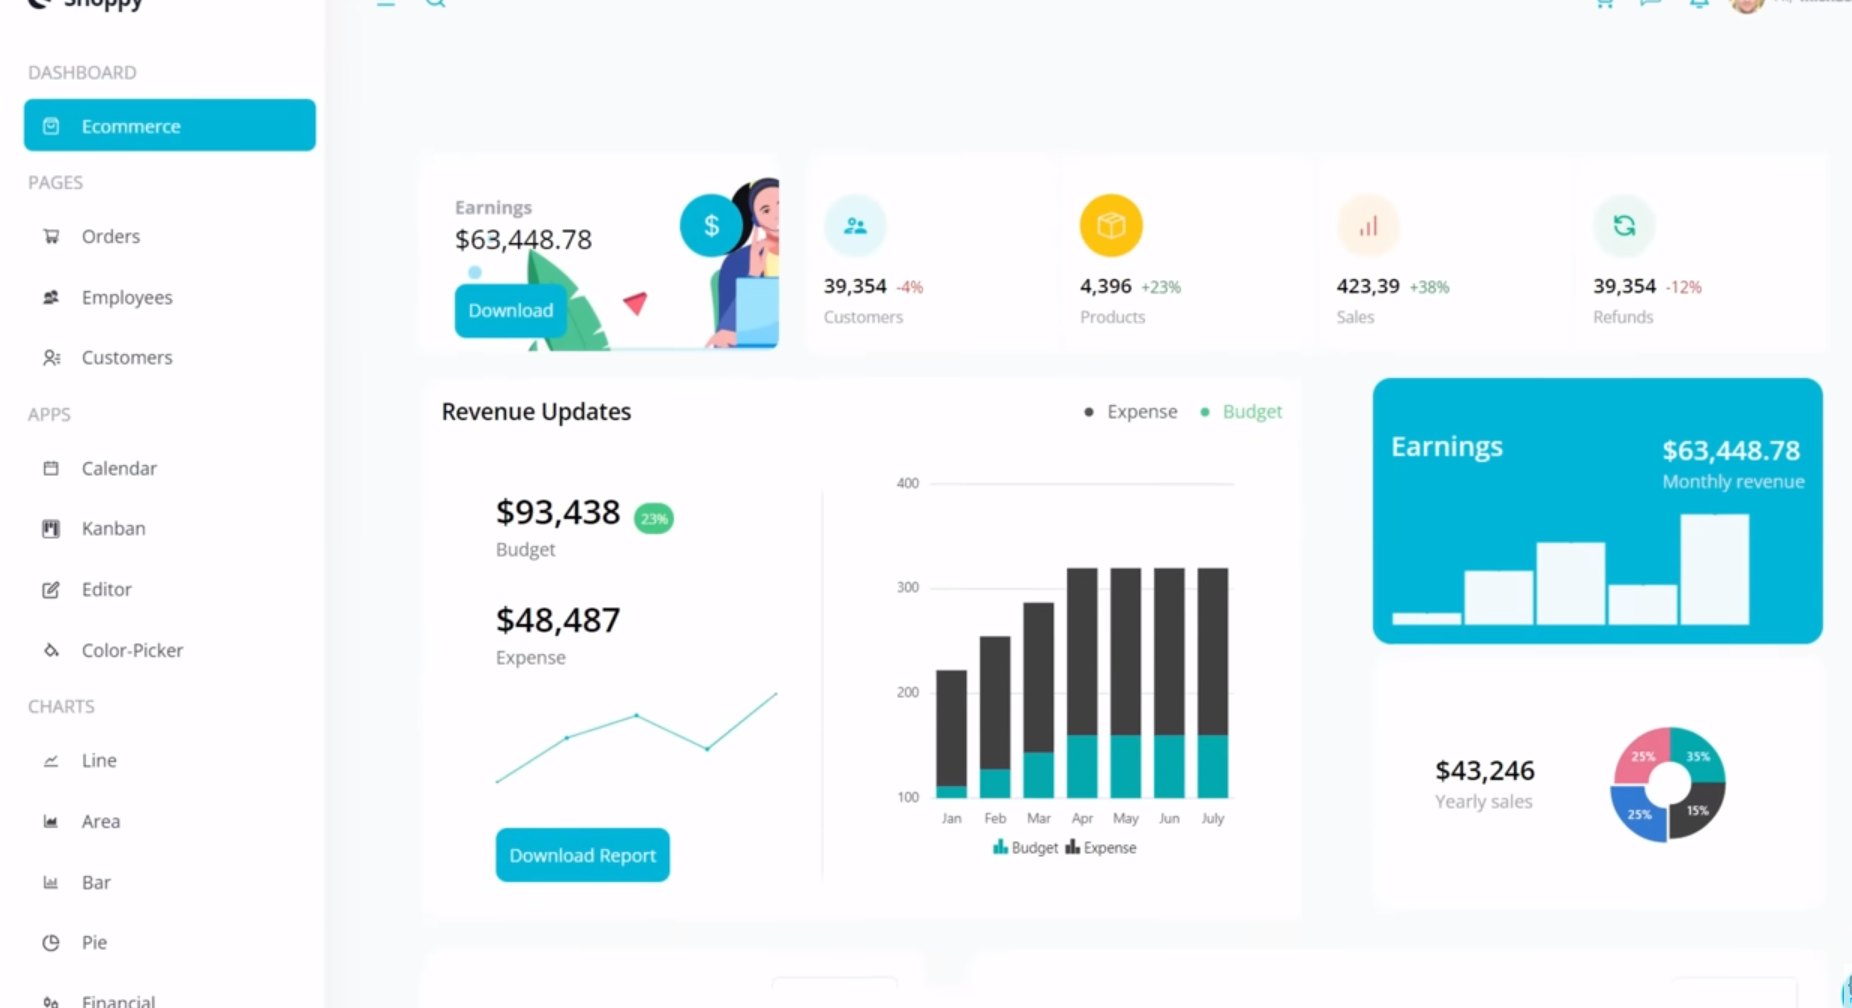 Shoppy
DASHBOARD
Ecommerce
PAGES
Orders
Employees
Customers
APPS
Calendar
Kanban
Editor
Color-Picker
CHARTS
Line
Area
Bar
Pie
Financial
Earnings
$63,448.78
Download
$
39,354 -4%
Customers
4,396 +23%
Products
423,39 +38%
Sales
39,354 -12%
Refunds
Revenue Updates
Expense
Budget
$93,438 23%
Budget
$48,487
Expense
Download Report
400
300
200
100
Jan Feb Mar Apr May Jun July
Budget Expense
Earnings
$63,448.78
Monthly revenue
$43,246
Yearly sales
25% 35%
25% 15%